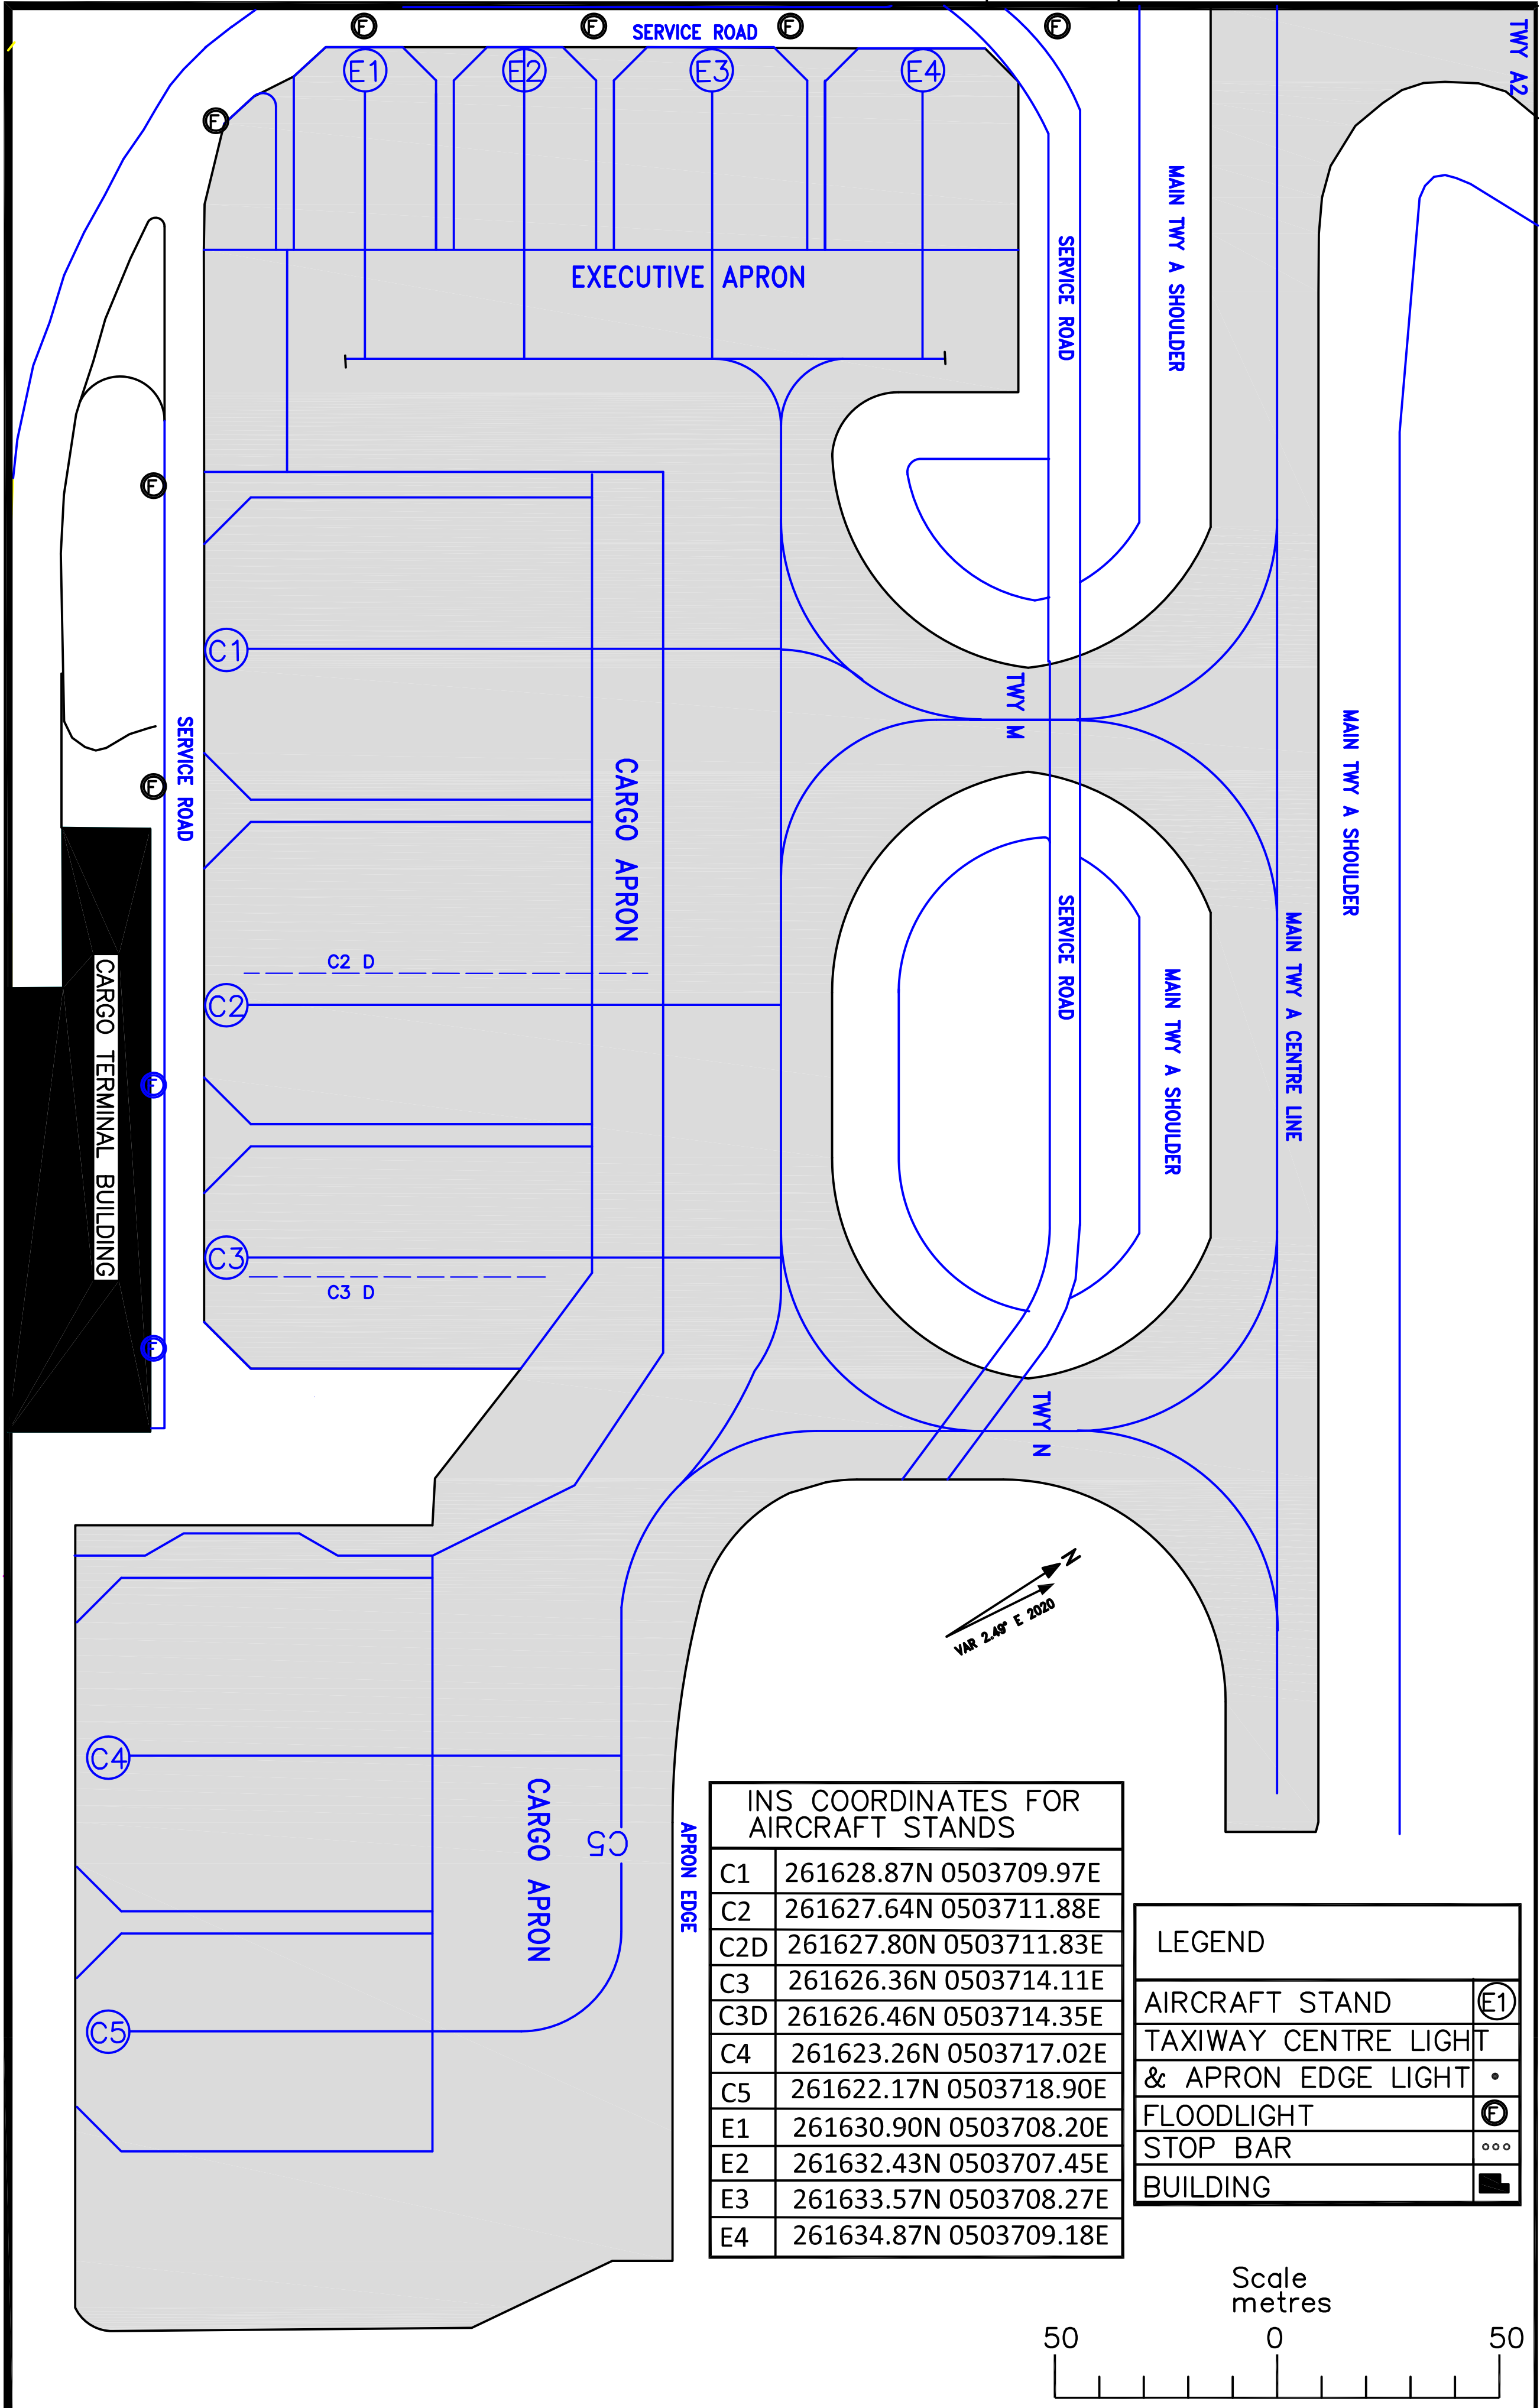 F
F
F
F
SERVICE ROAD
TWY A2
E1
E2
E3
E4
F
EXECUTIVE APRON
SERVICE ROAD
MAIN TWY A SHOULDER
F
C1
TWY M
SERVICE ROAD
F
CARGO APRON
MAIN TWY A SHOULDER
C2 D
C2
SERVICE ROAD
MAIN TWY A SHOULDER
MAIN TWY A CENTRE LINE
CARGO TERMINAL BUILDING
F
C3
C3 D
F
TWY N
N
VAR 2.49° E 2020
C4
CARGO APRON
C5
APRON EDGE
C5
INS COORDINATES FOR
AIRCRAFT STANDS
C1 261628.87N 0503709.97E
C2 261627.64N 0503711.88E
C2D 261627.80N 0503711.83E
C3 261626.36N 0503714.11E
C3D 261626.46N 0503714.35E
C4 261623.26N 0503717.02E
C5 261622.17N 0503718.90E
E1 261630.90N 0503708.20E
E2 261632.43N 0503707.45E
E3 261633.57N 0503708.27E
E4 261634.87N 0503709.18E
LEGEND
AIRCRAFT STAND E1
TAXIWAY CENTRE LIGHT
& APRON EDGE LIGHT
FLOODLIGHT F
STOP BAR
BUILDING
Scale
metres
50 0 50